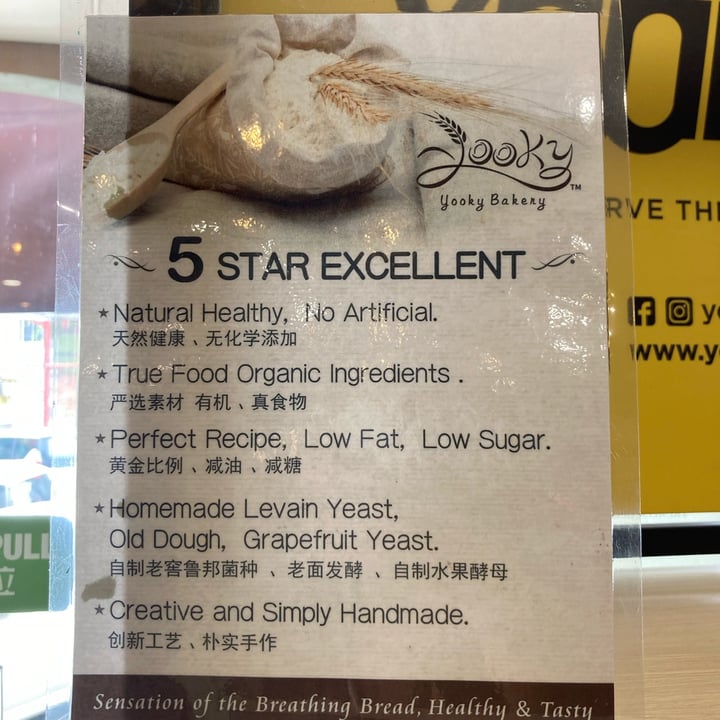 Yooky™
Yooky Bakery
5 STAR EXCELLENT
★Natural Healthy, No Artificial.
天然健康、无化学添加
★True Food Organic Ingredients .
严选素材 有机、真食物
★Perfect Recipe, Low Fat, Low Sugar.
黄金比例、减油、减糖
★Homemade Levain Yeast,
Old Dough, Grapefruit Yeast.
自制老窖鲁邦菌种 、老面发酵 、自制水果酵母
★Creative and Simply Handmade.
创新工艺、朴实手作
Sensation of the Breathing Bread, Healthy & Tasty
RVE THE
www.y
PULL
拉